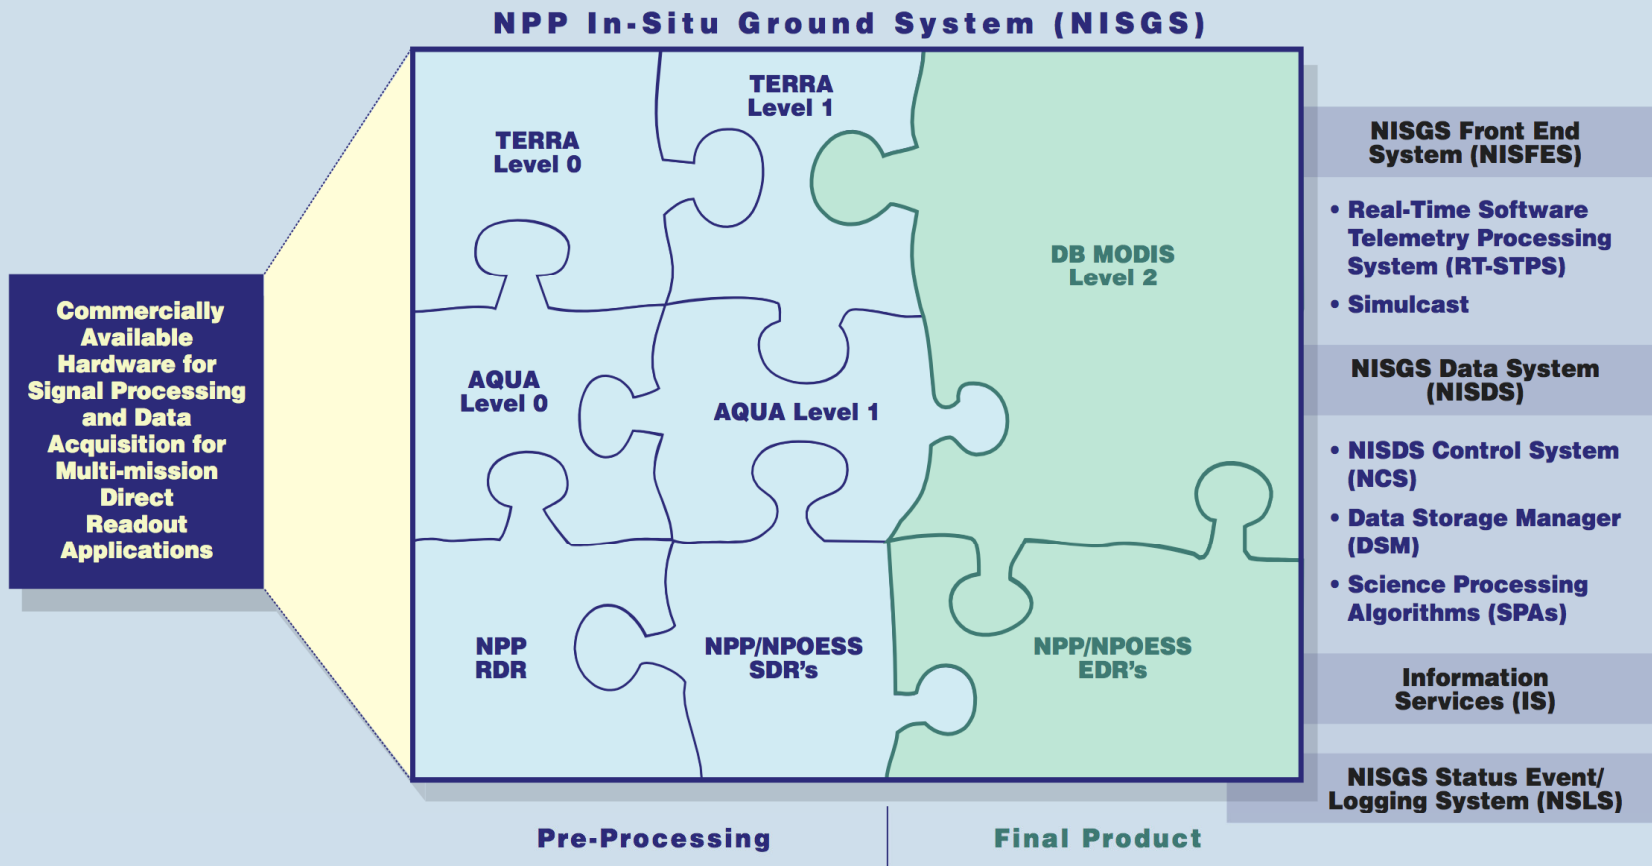 NPP In-Situ Ground System (NISGS)
TERRA
Level 0
TERRA
Level 1
DB MODIS
Level 2
AQUA
Level 0
AQUA Level 1
NPP
RDR
NPP/NPOESS
SDR’s
NPP/NPOESS
EDR’s
Commercially
Available
Hardware for
Signal Processing
and Data
Acquisition for
Multi-mission
Direct
Readout
Applications
NISGS Front End
System (NISFES)
• Real-Time Software
Telemetry Processing
System (RT-STPS)
• Simulcast
NISGS Data System
(NISDS)
• NISDS Control System
(NCS)
• Data Storage Manager
(DSM)
• Science Processing
Algorithms (SPAs)
Information
Services (IS)
NISGS Status Event/
Logging System (NSLS)
Pre-Processing
Final Product